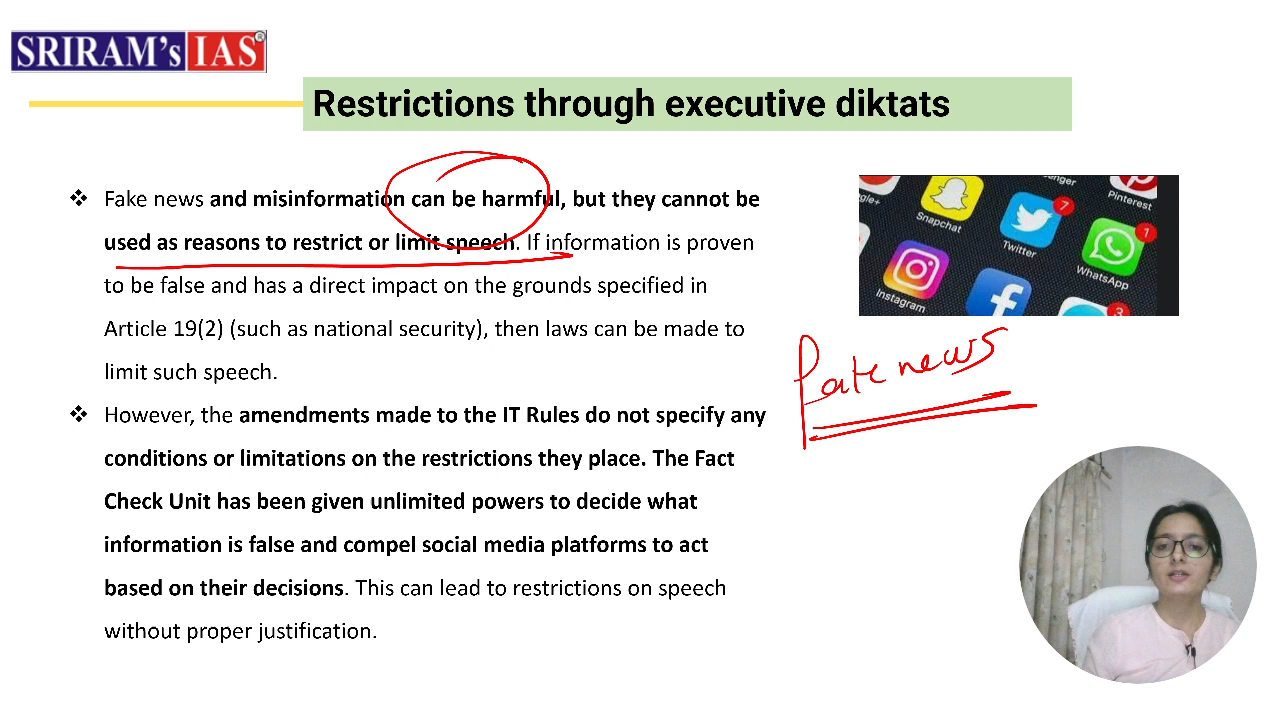 SRIRAM's IAS®
Restrictions through executive diktats
❖ Fake news and misinformation can be harmful, but they cannot be
used as reasons to restrict or limit speech. If information is proven
to be false and has a direct impact on the grounds specified in
Article 19(2) (such as national security), then laws can be made to
limit such speech.
❖ However, the amendments made to the IT Rules do not specify any
conditions or limitations on the restrictions they place. The Fact
Check Unit has been given unlimited powers to decide what
information is false and compel social media platforms to act
based on their decisions. This can lead to restrictions on speech
without proper justification.
gle+
Snapchat
nger
Pinterest
7
Twitter
1
WhatsApp
Instagram
3
news